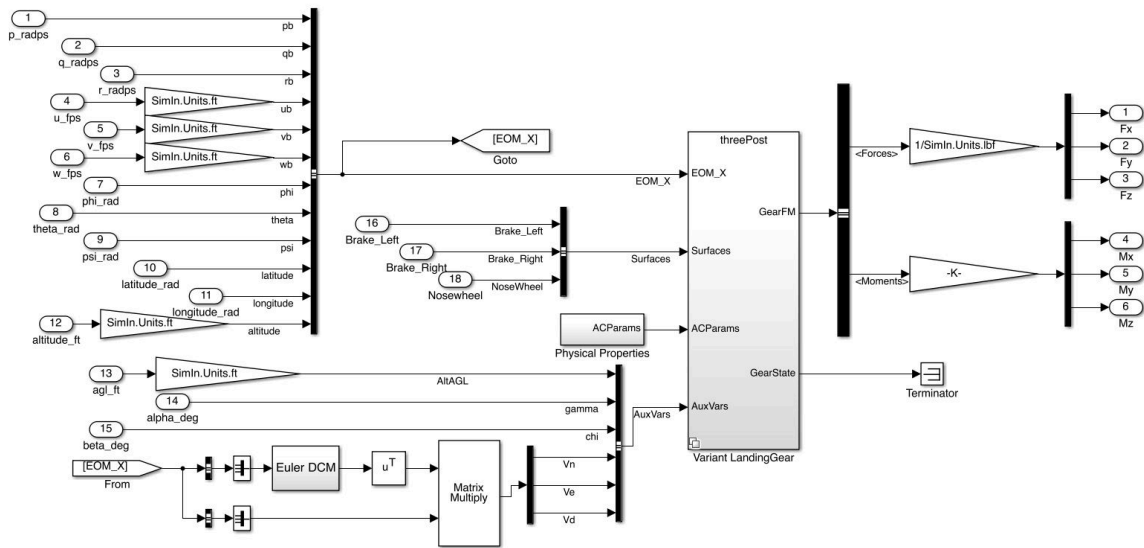 1
p_radps
pb
2
q_radps
qb
3
r_radps
rb
4
u_fps
SimIn.Units.ft
ub
5
v_fps
SimIn.Units.ft
vb
6
w_fps
SimIn.Units.ft
wb
7
phi_rad
phi
8
theta_rad
theta
9
psi_rad
psi
10
latitude_rad
latitude
11
longitude_rad
longitude
12
altitude_ft
SimIn.Units.ft
altitude
[EOM_X]
Goto
EOM_X
16
Brake_Left
Brake_Left
17
Brake_Right
Brake_Right
18
Nosewheel
NoseWheel
Surfaces
ACParams
Physical Properties
13
agl_ft
SimIn.Units.ft
AltAGL
14
alpha_deg
gamma
15
beta_deg
chi
[EOM_X]
From
Euler DCM
u^T
Matrix
Multiply
Vn
Ve
Vd
AuxVars
threePost
EOM_X
GearFM
Surfaces
ACParams
GearState
AuxVars
Variant LandingGear
<Forces>
1/SimIn.Units.lbf
1
Fx
2
Fy
3
Fz
<Moments>
-K-
4
Mx
5
My
6
Mz
Terminator